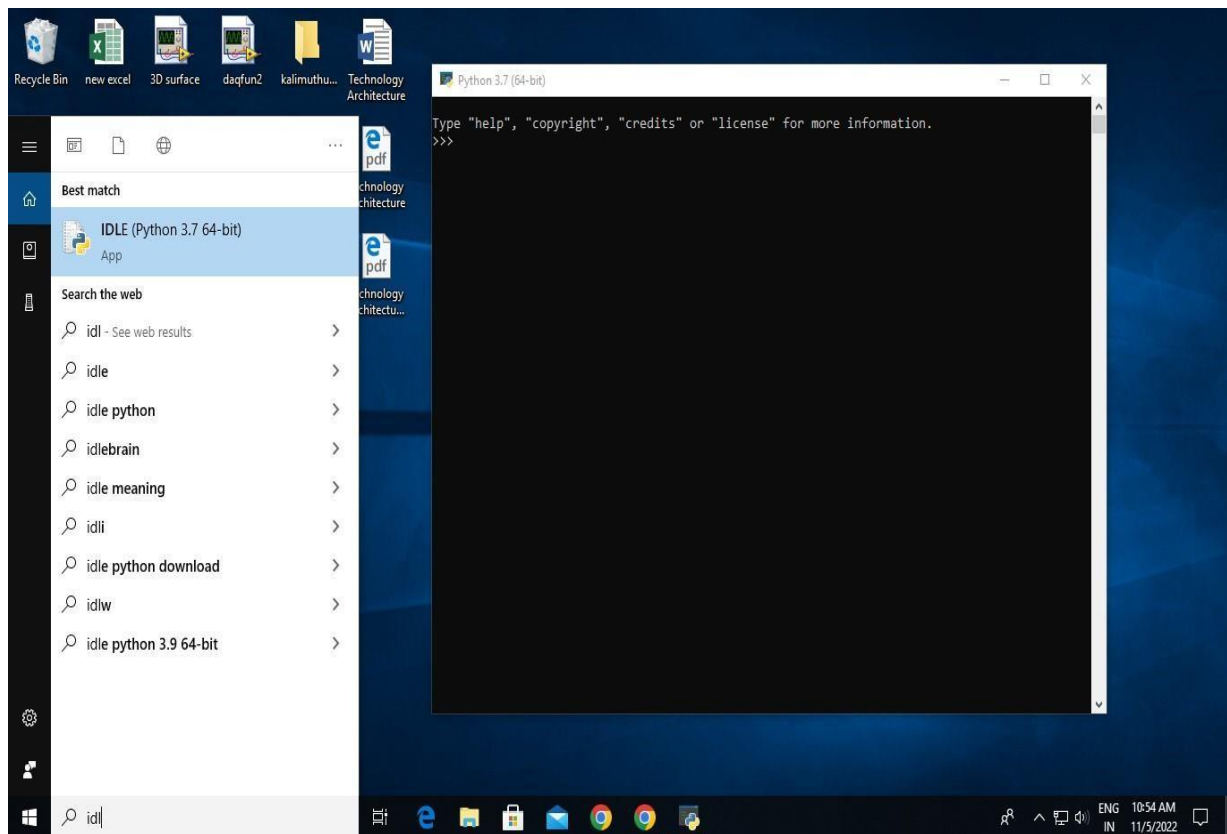 Recycle Bin
new excel
3D surface
daqfun2
kalimuthu...
Technology
Architecture
pdf
chnology
chitecture
pdf
chnology
chitectu...
Best match
IDLE (Python 3.7 64-bit)
App
Search the web
idl - See web results
idle
idle python
idlebrain
idle meaning
idli
idle python download
idlw
idle python 3.9 64-bit
idl
Python 3.7 (64-bit)
Type "help", "copyright", "credits" or "license" for more information.
>>>
ENG
IN
10:54 AM
11/5/2022